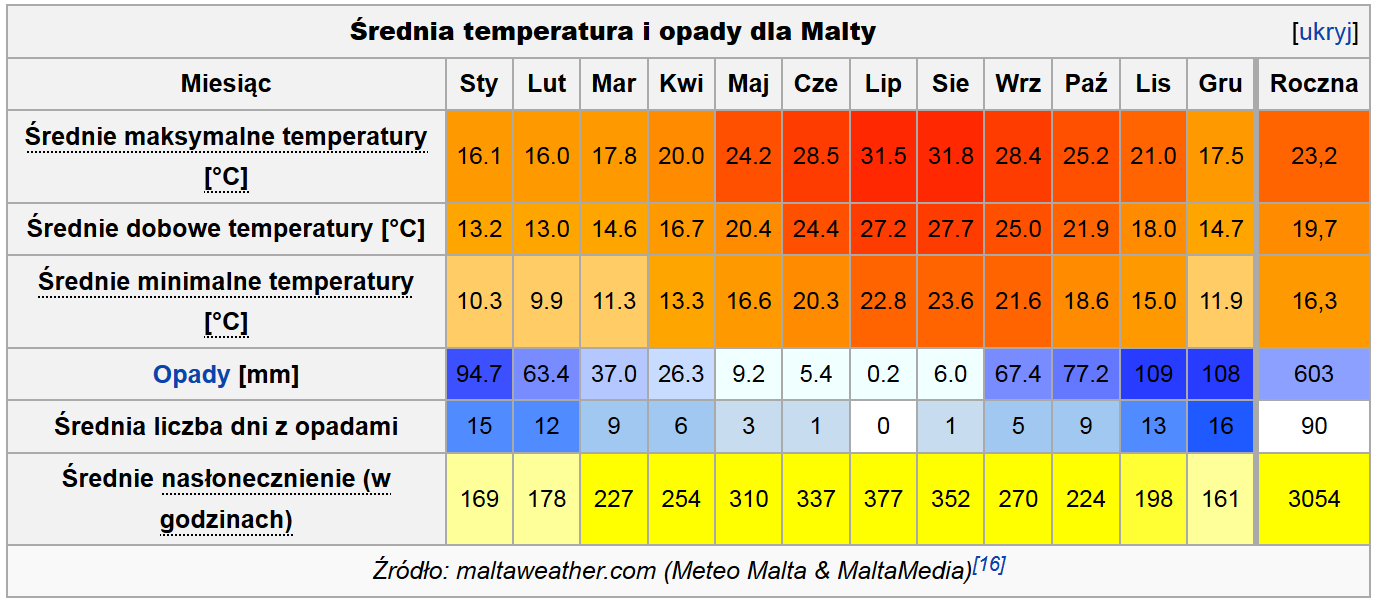 Średnia temperatura i opady dla Malty [ukryj]
Miesiąc Sty Lut Mar Kwi Maj Cze Lip Sie Wrz Paź Lis Gru Roczna
Średnie maksymalne temperatury
[°C] 16.1 16.0 17.8 20.0 24.2 28.5 31.5 31.8 28.4 25.2 21.0 17.5 23,2
Średnie dobowe temperatury [°C] 13.2 13.0 14.6 16.7 20.4 24.4 27.2 27.7 25.0 21.9 18.0 14.7 19,7
Średnie minimalne temperatury
[°C] 10.3 9.9 11.3 13.3 16.6 20.3 22.8 23.6 21.6 18.6 15.0 11.9 16,3
Opady [mm] 94.7 63.4 37.0 26.3 9.2 5.4 0.2 6.0 67.4 77.2 109 108 603
Średnia liczba dni z opadami 15 12 9 6 3 1 0 1 5 9 13 16 90
Średnie nasłonecznienie (w
godzinach) 169 178 227 254 310 337 377 352 270 224 198 161 3054
Źródło: maltaweather.com (Meteo Malta & MaltaMedia)[16]